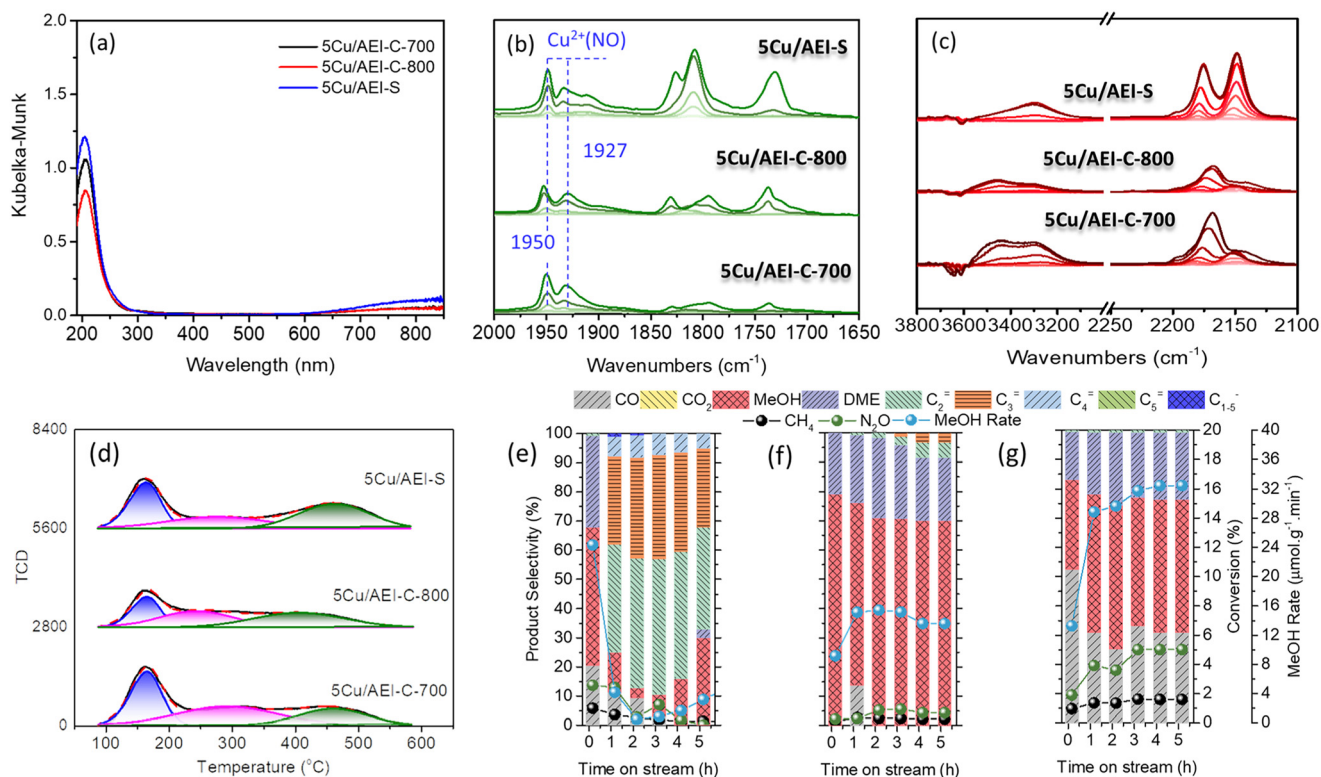 (a)
2.0
1.5
1.0
0.5
0.0
Kubelka-Munk
5Cu/AEI-C-700
5Cu/AEI-C-800
5Cu/AEI-S
200 300 400 500 600 700 800
Wavelength (nm)
(b)
Cu²⁺(NO)
5Cu/AEI-S
1927
5Cu/AEI-C-800
1950
5Cu/AEI-C-700
2000 1950 1900 1850 1800 1750 1700 1650
Wavenumbers (cm⁻¹)
(c)
5Cu/AEI-S
5Cu/AEI-C-800
5Cu/AEI-C-700
3800 3600 3200 2250 2200 2150 2100
Wavenumbers (cm⁻¹)
(d)
8400
5600
2800
0
TCD
5Cu/AEI-S
5Cu/AEI-C-800
5Cu/AEI-C-700
100 200 300 400 500 600
Temperature (°C)
CO CO₂ MeOH DME C₂⁼ C₃⁼ C₄⁼ C₅⁼ C₁₋₅⁻
CH₄ N₂O MeOH Rate
(e)
100
90
80
70
60
50
40
30
20
10
0
Product Selectivity (%)
0 1 2 3 4 5
Time on stream (h)
(f)
0 1 2 3 4 5
Time on stream (h)
(g)
0 1 2 3 4 5
Time on stream (h)
20
18
16
14
12
10
8
6
4
2
0
Conversion (%)
40
36
32
28
24
20
16
12
8
4
0
MeOH Rate (µmol.g⁻¹.min⁻¹)